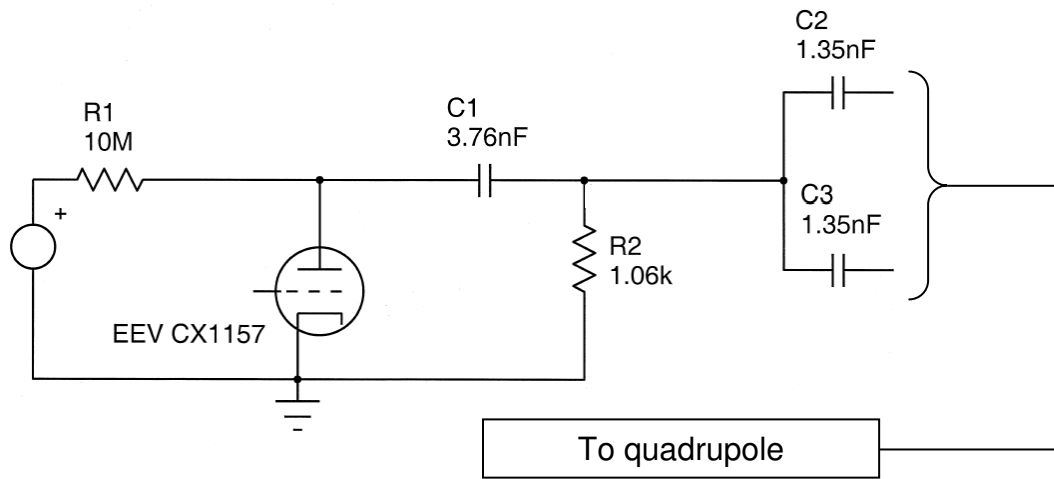 C2
1.35nF
R1
10M
C1
3.76nF
+
C3
1.35nF
R2
1.06k
EEV CX1157
To quadrupole